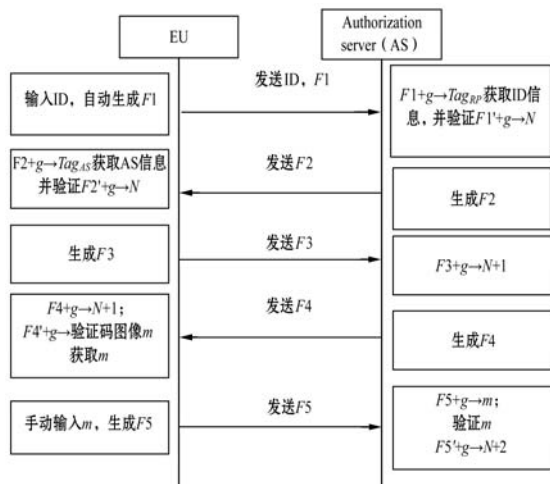 EU
Authorization
server（AS）
输入ID，自动生成F1
发送ID，F1
F1+g→Tag_RP获取ID信
息，并验证F1'+g→N
F2+g→Tag_AS获取AS信息
并验证F2'+g→N
发送F2
生成F2
生成F3
发送F3
F3+g→N+1
F4+g→N+1；
F4'+g→验证码图像m
获取m
发送F4
生成F4
手动输入m，生成F5
发送F5
F5+g→m；
验证m
F5'+g→N+2